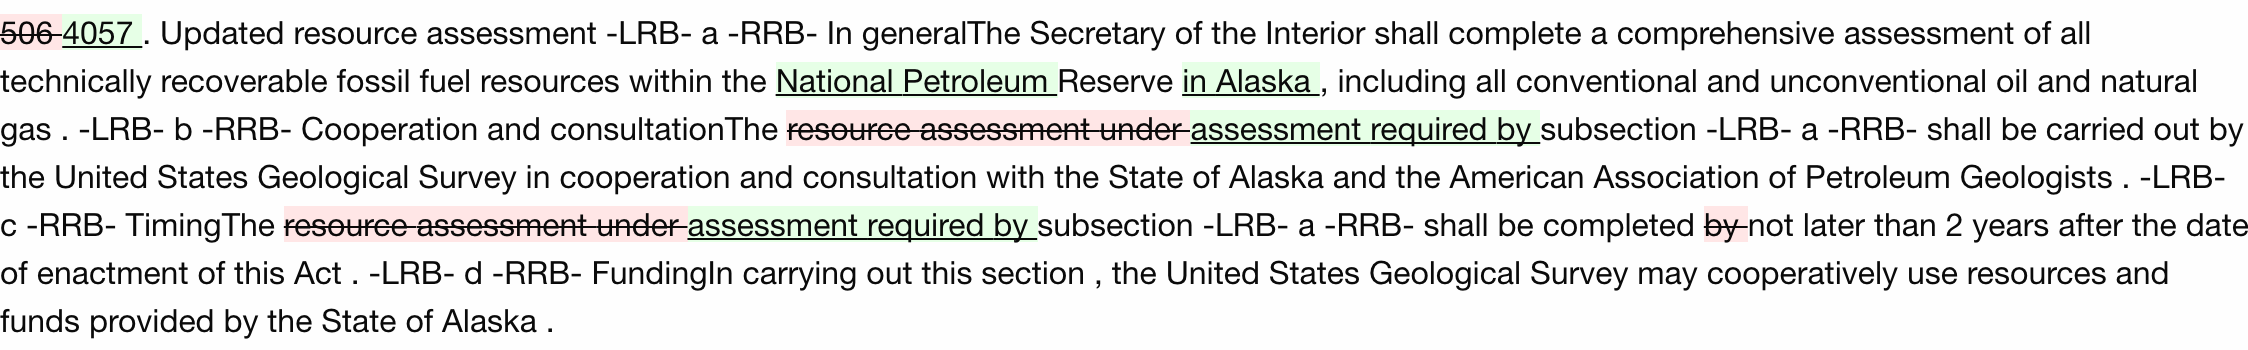 506 4057 . Updated resource assessment -LRB- a -RRB- In generalThe Secretary of the Interior shall complete a comprehensive assessment of all
technically recoverable fossil fuel resources within the National Petroleum Reserve in Alaska , including all conventional and unconventional oil and natural
gas . -LRB- b -RRB- Cooperation and consultationThe resource assessment under assessment required by subsection -LRB- a -RRB- shall be carried out by
the United States Geological Survey in cooperation and consultation with the State of Alaska and the American Association of Petroleum Geologists . -LRB-
c -RRB- TimingThe resource assessment under assessment required by subsection -LRB- a -RRB- shall be completed by not later than 2 years after the date
of enactment of this Act . -LRB- d -RRB- FundingIn carrying out this section , the United States Geological Survey may cooperatively use resources and
funds provided by the State of Alaska .